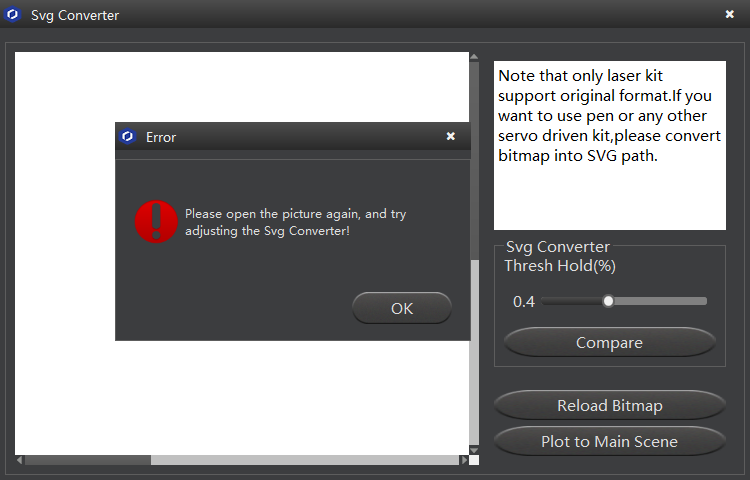 Svg Converter
Note that only laser kit
support original format.If you
want to use pen or any other
servo driven kit,please convert
bitmap into SVG path.
Error
Please open the picture again, and try
adjusting the Svg Converter!
OK
Svg Converter
Thresh Hold(%)
0.4
Compare
Reload Bitmap
Plot to Main Scene